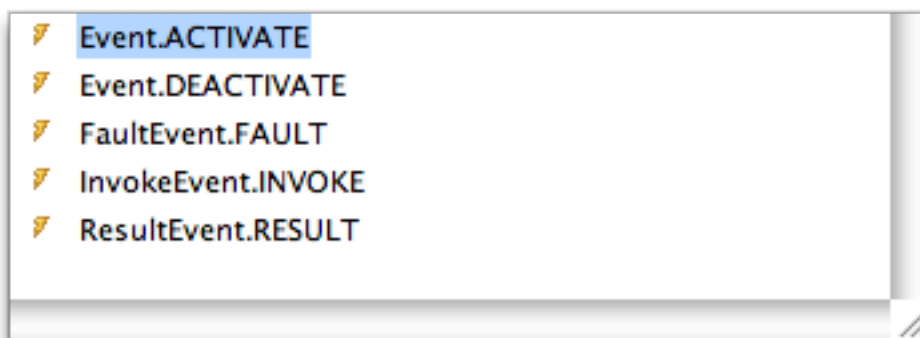 Event.ACTIVATE
Event.DEACTIVATE
FaultEvent.FAULT
InvokeEvent.INVOKE
ResultEvent.RESULT